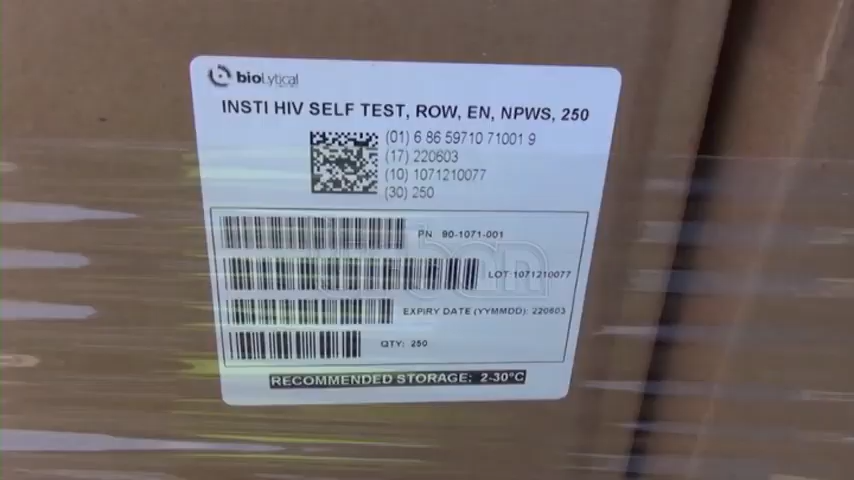 bioLytical
INSTI HIV SELF TEST, ROW, EN, NPWS, 250
(01) 6 86 59710 71001 9
(17) 220603
(10) 1071210077
(30) 250
PN 90-1071-001
LOT:1071210077
EXPIRY DATE (YYMMDD): 220603
QTY: 250
RECOMMENDED STORAGE: 2-30°C